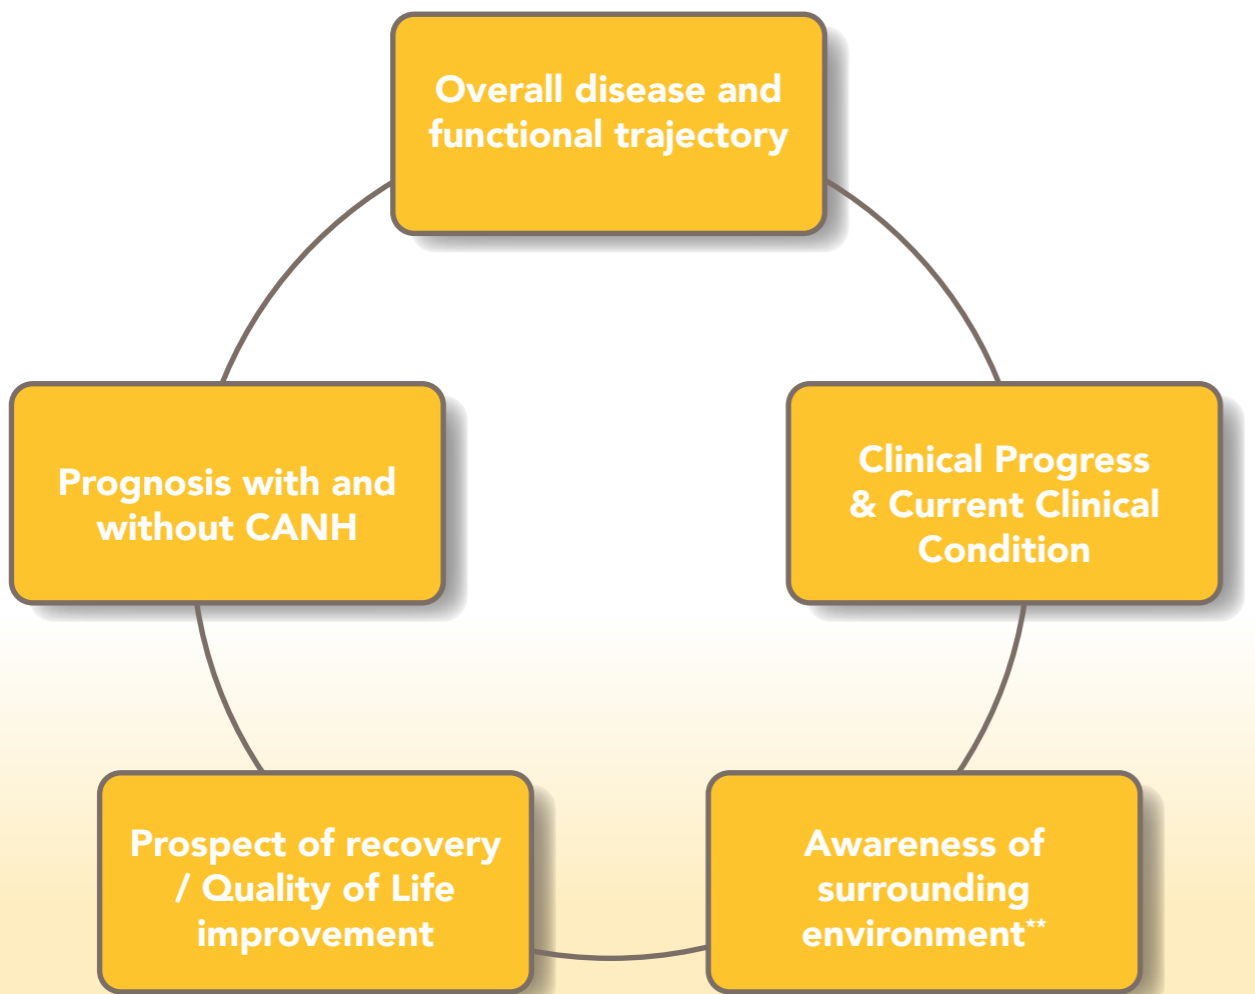 Overall disease and
functional trajectory
Prognosis with and
without CANH
Clinical Progress
& Current Clinical
Condition
Prospect of recovery
/ Quality of Life
improvement
Awareness of
surrounding
environment**